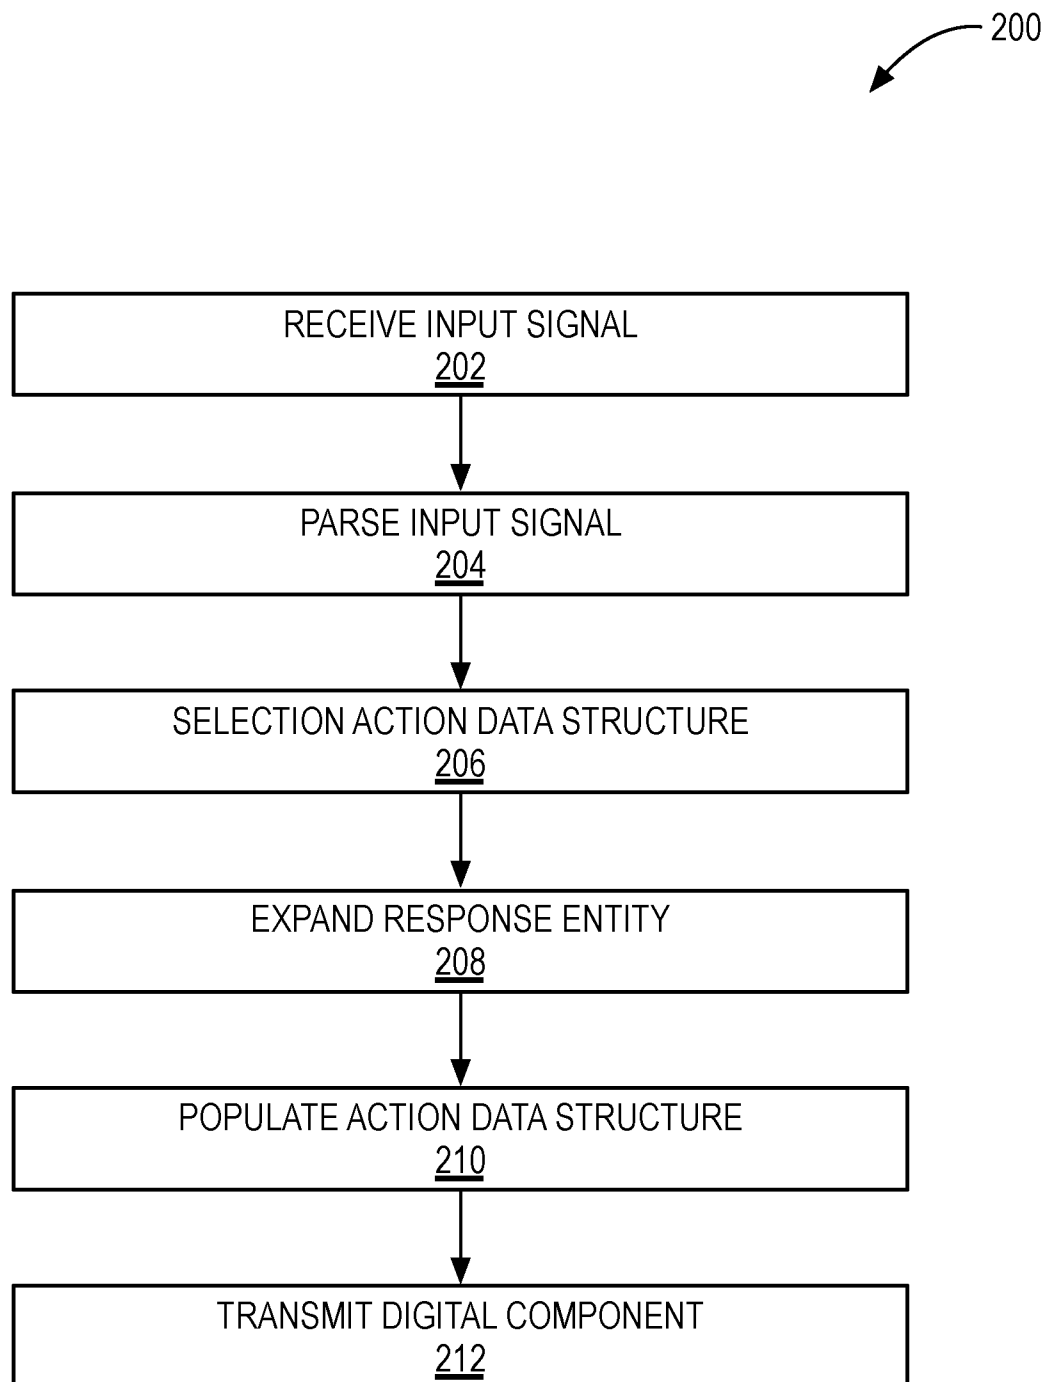 200
RECEIVE INPUT SIGNAL
202
PARSE INPUT SIGNAL
204
SELECTION ACTION DATA STRUCTURE
206
EXPAND RESPONSE ENTITY
208
POPULATE ACTION DATA STRUCTURE
210
TRANSMIT DIGITAL COMPONENT
212